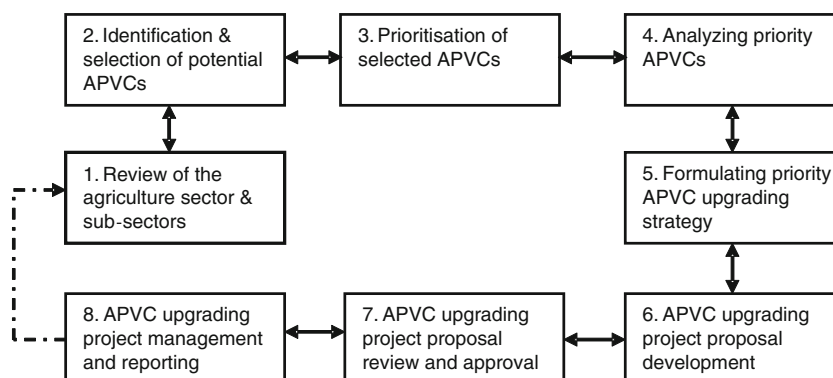 2. Identification &
selection of potential
APVCs
3. Prioritisation of
selected APVCs
4. Analyzing priority
APVCs
1. Review of the
agriculture sector &
sub-sectors
5. Formulating priority
APVC upgrading
strategy
8. APVC upgrading
project management
and reporting
7. APVC upgrading
project proposal
review and approval
6. APVC upgrading
project proposal
development